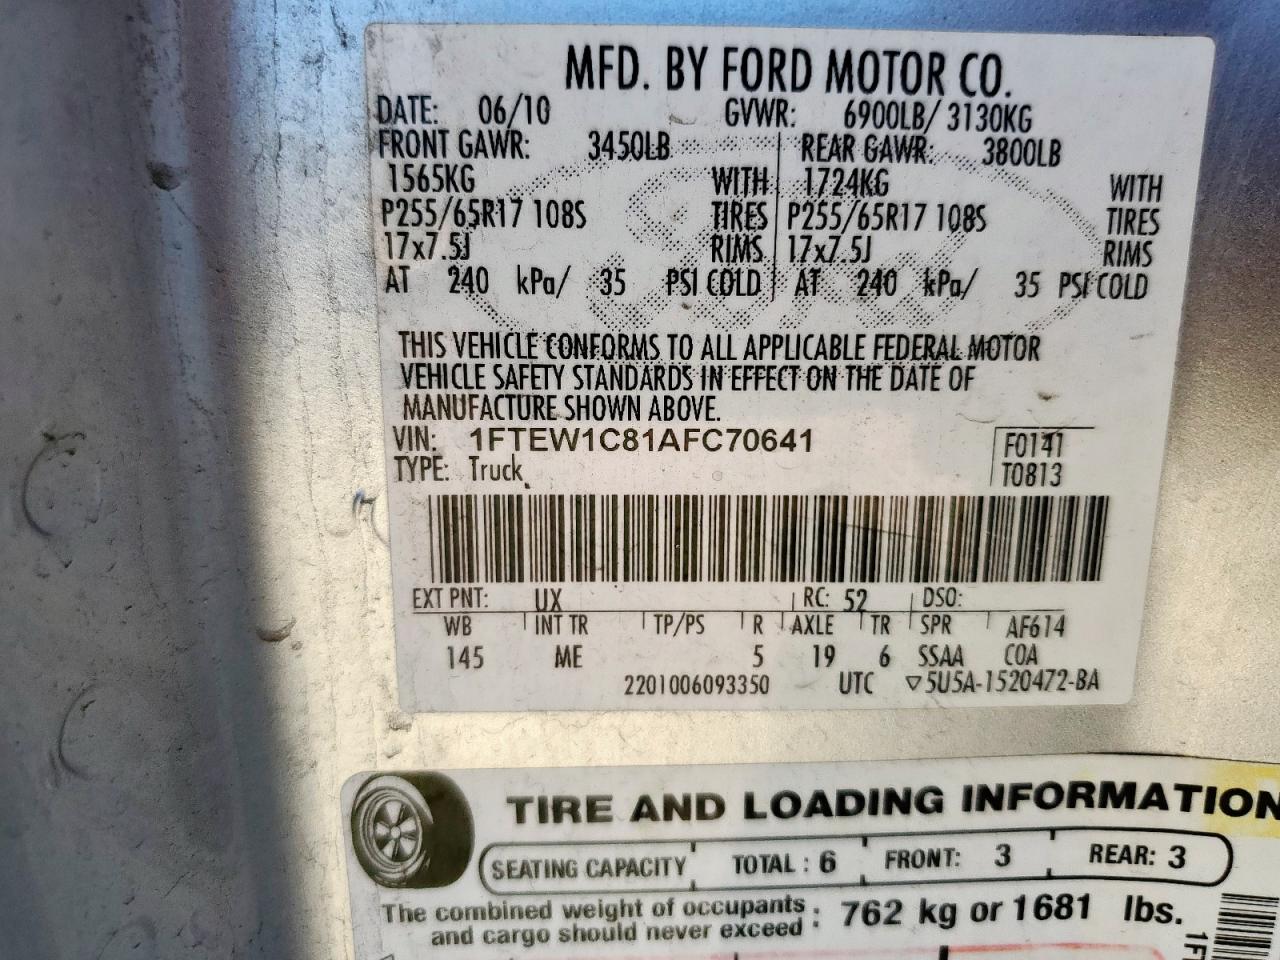 MFD. BY FORD MOTOR CO.
DATE: 06/10 GVWR: 6900LB/ 3130KG
FRONT GAWR: 3450LB REAR GAWR: 3800LB
1565KG WITH 1724KG WITH
P255/65R17 108S TIRES P255/65R17 108S TIRES
17x7.5J RIMS 17x7.5J RIMS
AT 240 kPa/ 35 PSI COLD AT 240 kPa/ 35 PSI COLD
THIS VEHICLE CONFORMS TO ALL APPLICABLE FEDERAL MOTOR
VEHICLE SAFETY STANDARDS IN EFFECT ON THE DATE OF
MANUFACTURE SHOWN ABOVE.
VIN: 1FTEW1C81AFC70641 F0141
TYPE: Truck T0813
EXT PNT: UX RC: 52 DSO:
WB INT TR TP/PS R AXLE TR SPR AF614
145 ME 5 19 6 SSAA COA
2201006093350 UTC ▽5U5A-1520472-BA
TIRE AND LOADING INFORMATION
SEATING CAPACITY TOTAL : 6 FRONT: 3 REAR: 3
The combined weight of occupants
and cargo should never exceed : 762 kg or 1681 lbs.